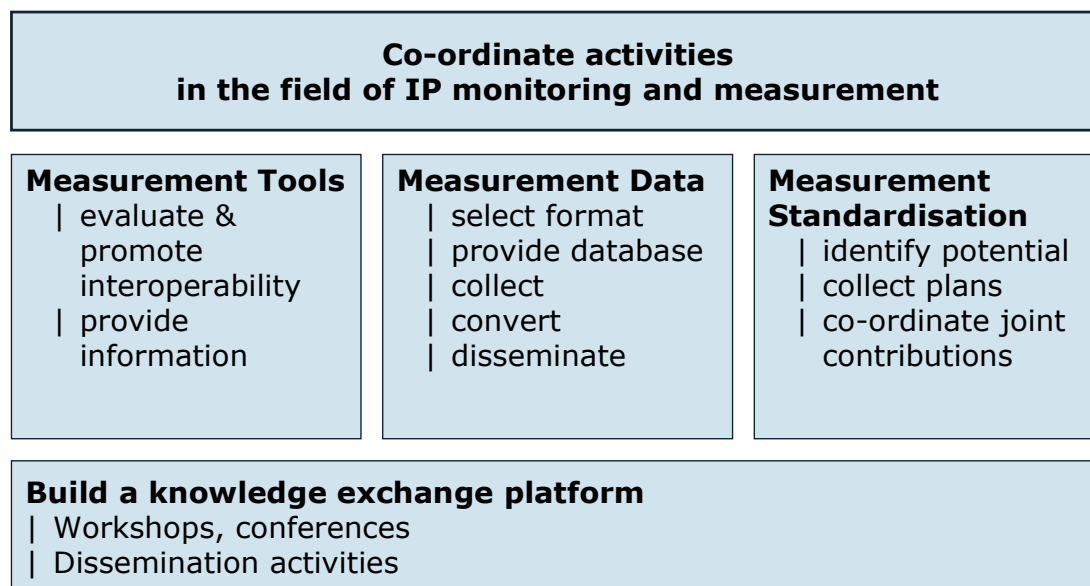 Co-ordinate activities
in the field of IP monitoring and measurement
Measurement Tools
| evaluate &
promote
interoperability
| provide
information
Measurement Data
| select format
| provide database
| collect
| convert
| disseminate
Measurement
Standardisation
| identify potential
| collect plans
| co-ordinate joint
contributions
Build a knowledge exchange platform
| Workshops, conferences
| Dissemination activities